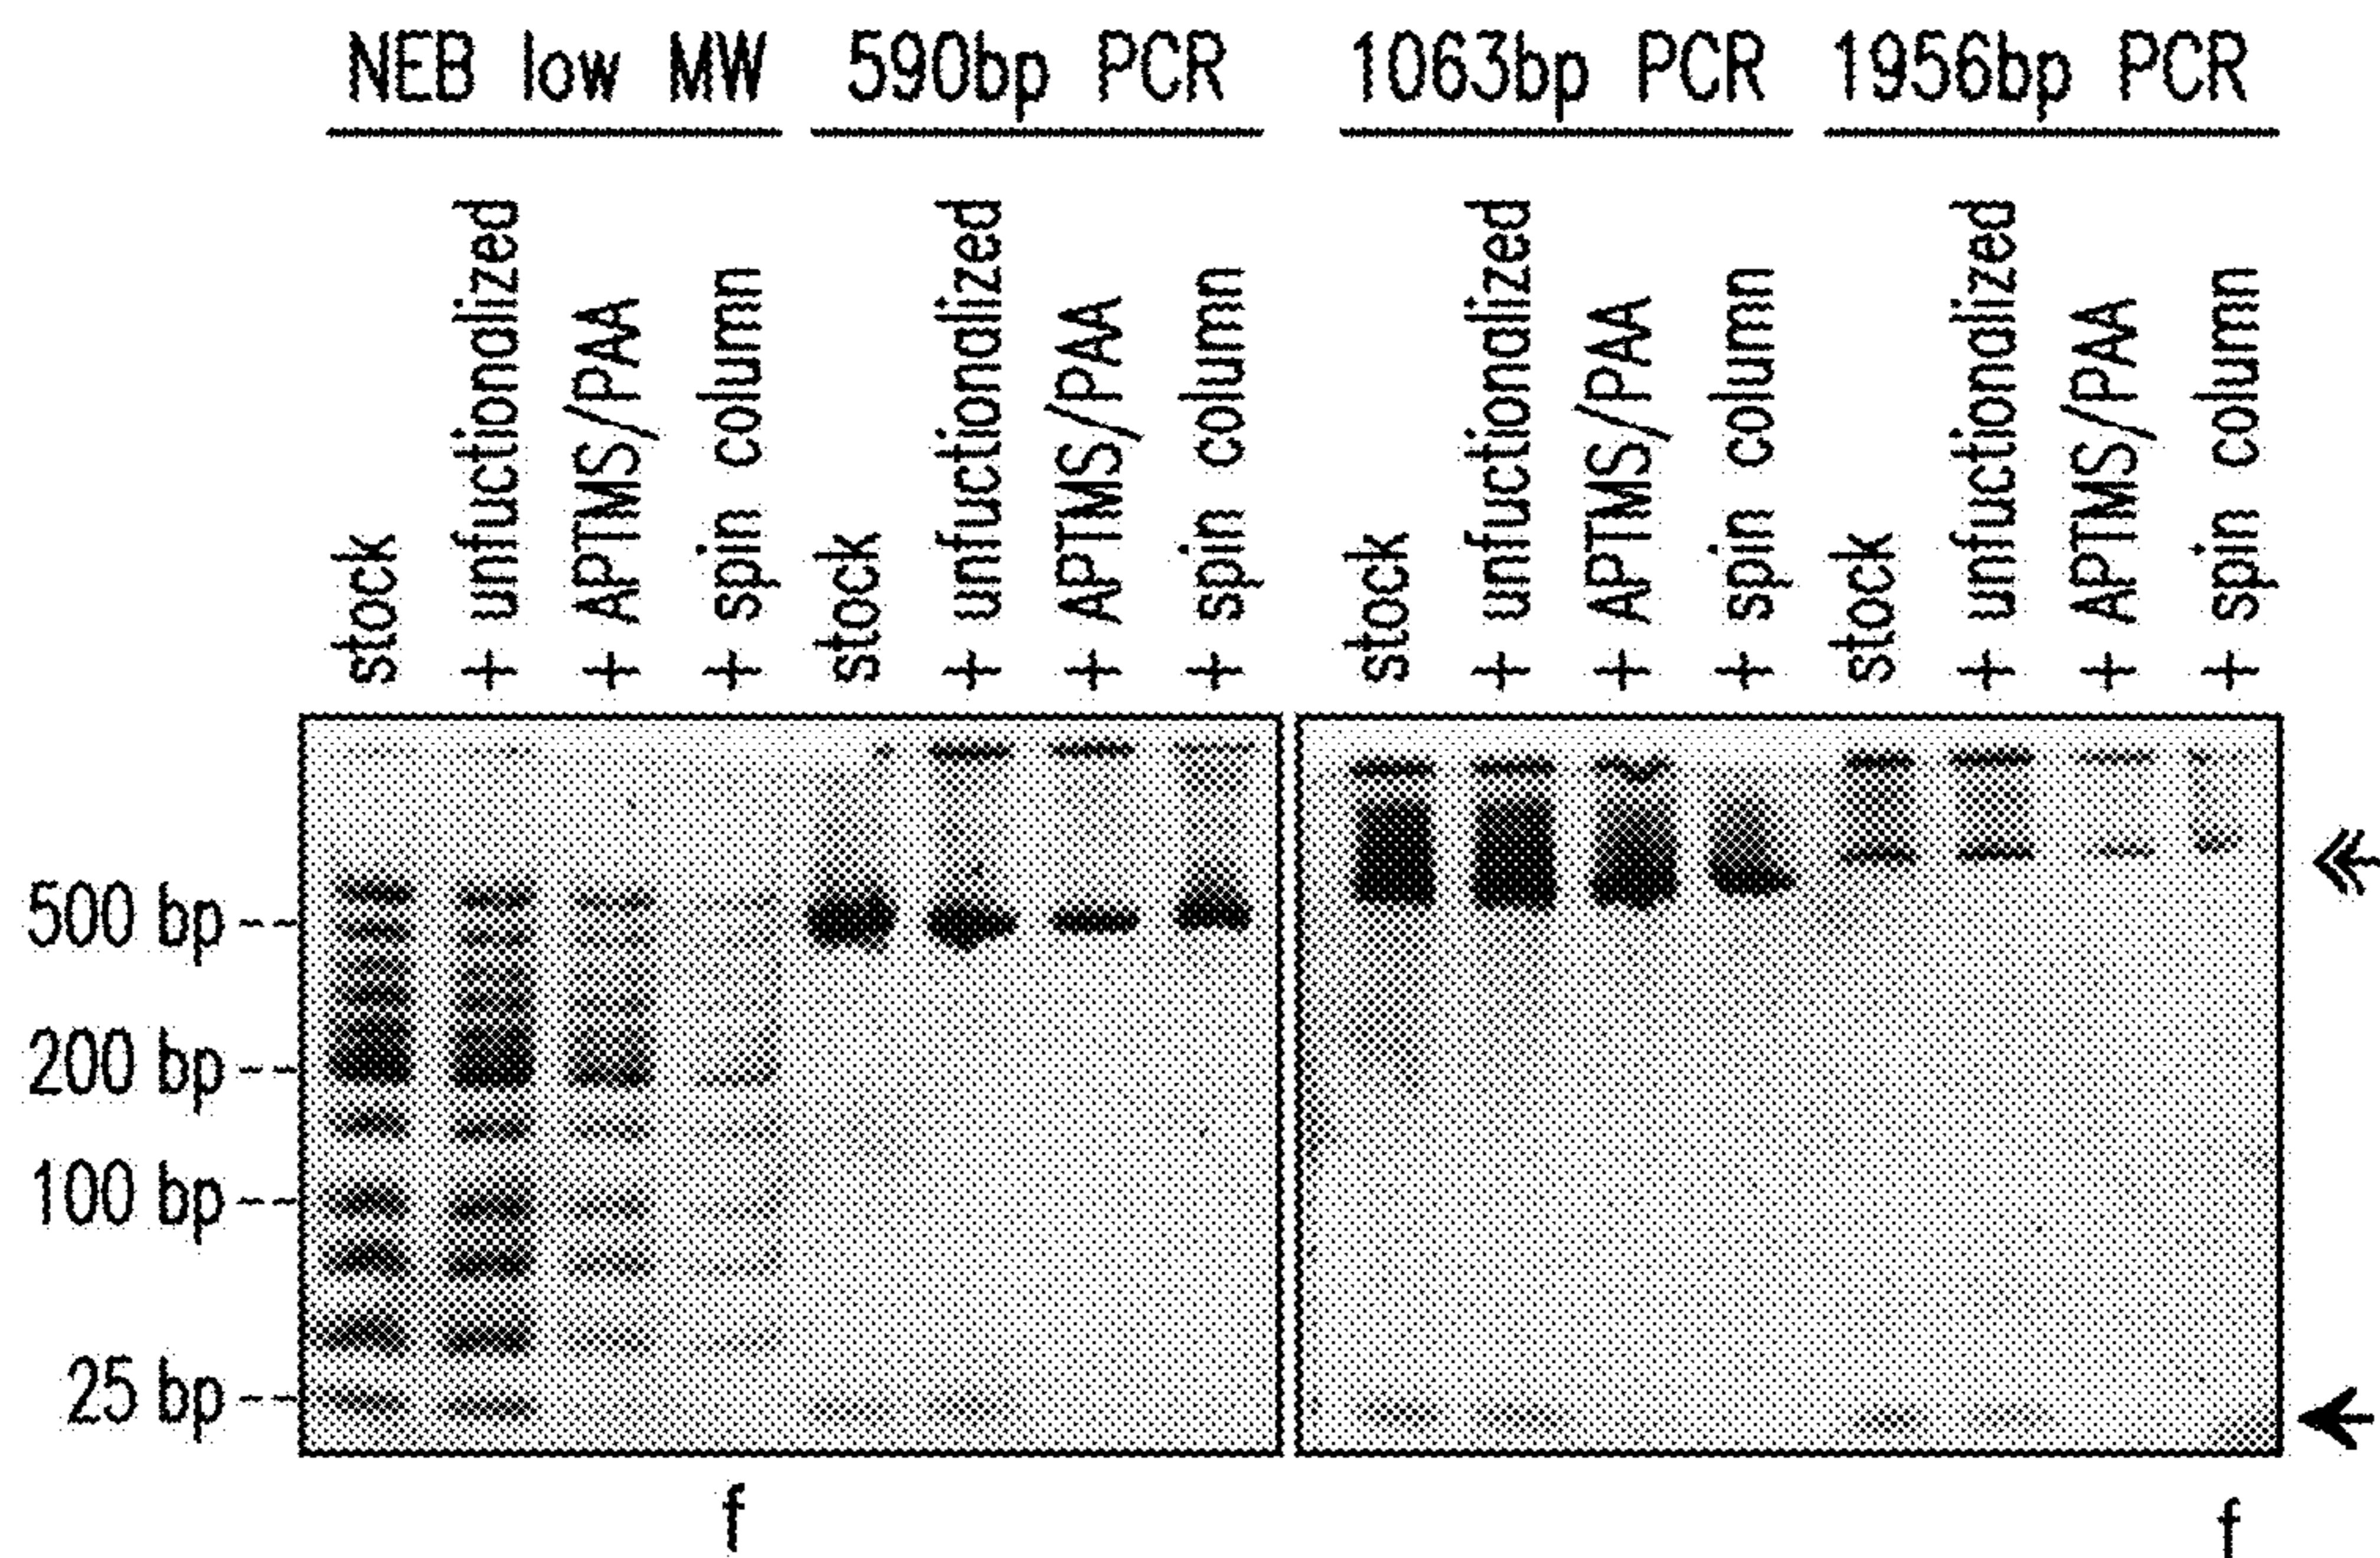 NEB low MW 590bp PCR 1063bp PCR 1956bp PCR
stock
+ unfuctionalized
+ APTMS/PAA
+ spin column
stock
+ unfuctionalized
+ APTMS/PAA
+ spin column
stock
+ unfuctionalized
+ APTMS/PAA
+ spin column
stock
+ unfuctionalized
+ APTMS/PAA
+ spin column
500 bp
200 bp
100 bp
25 bp
f f